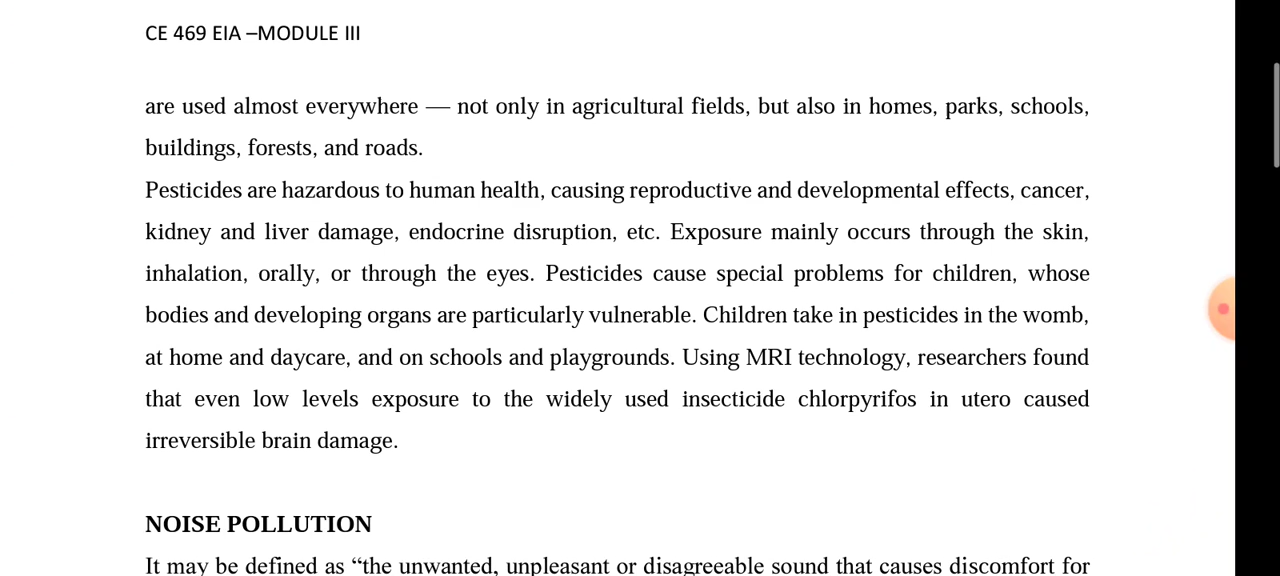 CE 469 EIA –MODULE III
are used almost everywhere — not only in agricultural fields, but also in homes, parks, schools,
buildings, forests, and roads.
Pesticides are hazardous to human health, causing reproductive and developmental effects, cancer,
kidney and liver damage, endocrine disruption, etc. Exposure mainly occurs through the skin,
inhalation, orally, or through the eyes. Pesticides cause special problems for children, whose
bodies and developing organs are particularly vulnerable. Children take in pesticides in the womb,
at home and daycare, and on schools and playgrounds. Using MRI technology, researchers found
that even low levels exposure to the widely used insecticide chlorpyrifos in utero caused
irreversible brain damage.
NOISE POLLUTION
It may be defined as “the unwanted, unpleasant or disagreeable sound that causes discomfort for